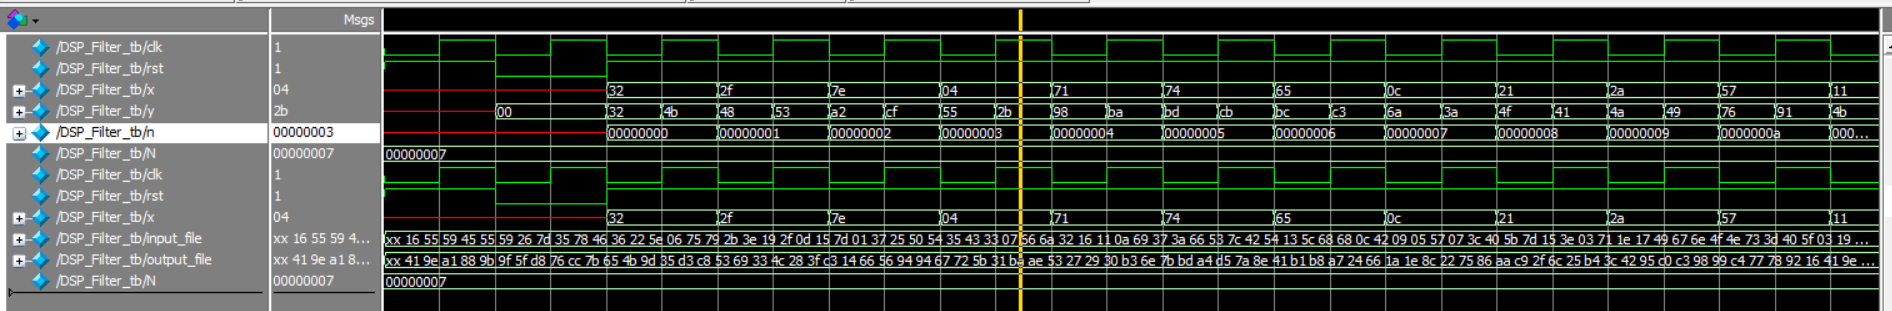 Msgs
/DSP_Filter_tb/clk 1
/DSP_Filter_tb/rst 1
/DSP_Filter_tb/x 04 32 2f 7e 04 71 74 65 0c 21 2a 57 11
/DSP_Filter_tb/y 2b 00 32 4b 48 53 a2 cf 55 2b 98 ba bd cb bc c3 6a 3a 4f 41 4a 49 76 91 4b
/DSP_Filter_tb/n 00000003 00000000 00000001 00000002 00000003 00000004 00000005 00000006 00000007 00000008 00000009 0000000a 000...
/DSP_Filter_tb/N 00000007 00000007
/DSP_Filter_tb/clk 1
/DSP_Filter_tb/rst 1
/DSP_Filter_tb/x 04 32 2f 7e 04 71 74 65 0c 21 2a 57 11
/DSP_Filter_tb/input_file xx 16 55 59 4... xx 16 55 59 45 55 59 26 7d 35 78 46 36 22 5e 06 75 79 2b 3e 19 2f 0d 15 7d 01 37 25 50 54 35 43 33 07 66 6a 32 16 11 0a 69 37 3a 66 53 7c 42 54 13 5c 68 68 0c 42 09 05 57 07 3c 40 5b 7d 15 3e 03 71 1e 17 49 67 6e 4f 4e 73 3d 40 5f 03 19 ...
/DSP_Filter_tb/output_file xx 41 9e a1 8... xx 41 9e a1 88 9b 9f 5f d8 76 cc 7b 65 4b 9d 35 d3 c8 53 69 33 4c 28 3f c3 14 66 56 94 94 67 72 5b 31 ba ae 53 27 29 30 b3 6e 7b bd a4 d5 7a 8e 41 b1 b8 a7 24 66 1a 1e 8c 22 75 86 aa c9 2f 6c 25 b4 3c 42 95 c0 c3 98 99 c4 77 78 92 16 41 9e ...
/DSP_Filter_tb/N 00000007 00000007